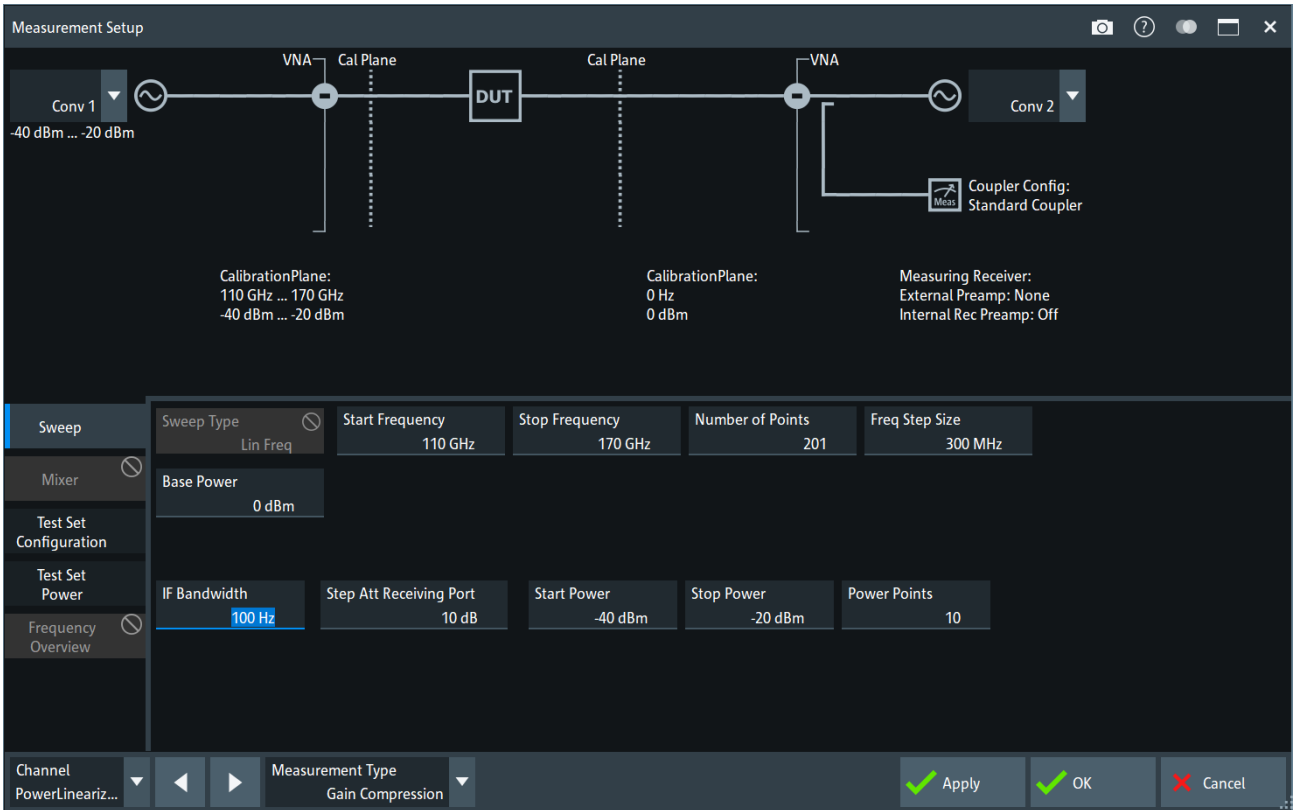 Measurement Setup
VNA
Cal Plane
Cal Plane
VNA
Conv 1
DUT
Conv 2
-40 dBm ... -20 dBm
Meas
Coupler Config:
Standard Coupler
CalibrationPlane:
110 GHz ... 170 GHz
-40 dBm ... -20 dBm
CalibrationPlane:
0 Hz
0 dBm
Measuring Receiver:
External Preamp: None
Internal Rec Preamp: Off
Sweep
Mixer
Test Set
Configuration
Test Set
Power
Frequency
Overview
Sweep Type
Lin Freq
Start Frequency
110 GHz
Stop Frequency
170 GHz
Number of Points
201
Freq Step Size
300 MHz
Base Power
0 dBm
IF Bandwidth
100 Hz
Step Att Receiving Port
10 dB
Start Power
-40 dBm
Stop Power
-20 dBm
Power Points
10
Channel
PowerLineariz...
Measurement Type
Gain Compression
Apply
OK
Cancel